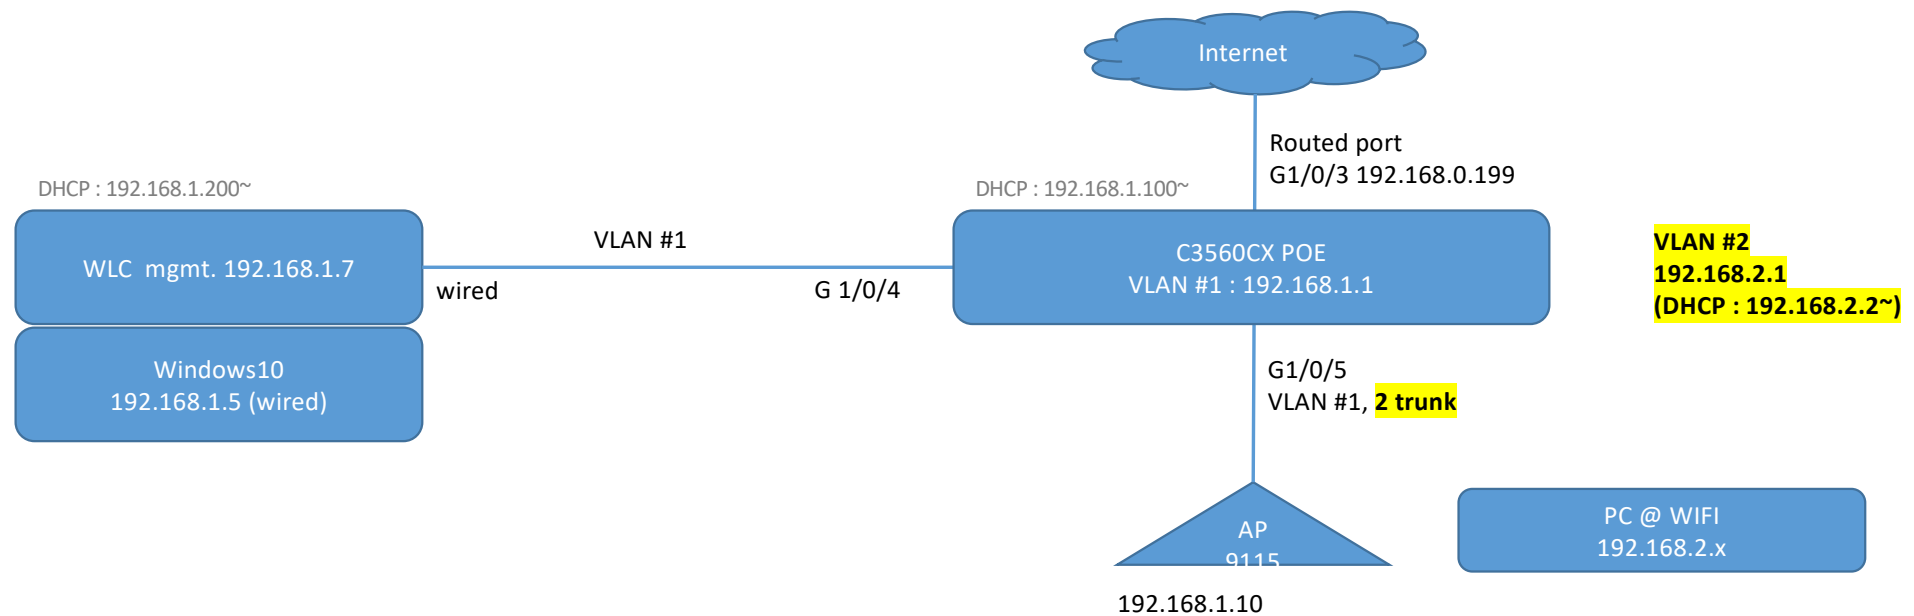 Internet
Routed port
G1/0/3 192.168.0.199
DHCP : 192.168.1.200~
DHCP : 192.168.1.100~
WLC  mgmt. 192.168.1.7
VLAN #1
wired
G 1/0/4
C3560CX POE
VLAN #1 : 192.168.1.1
VLAN #2
192.168.2.1
(DHCP : 192.168.2.2~)
Windows10
192.168.1.5 (wired)
G1/0/5
VLAN #1, 2 trunk
AP
9115
192.168.1.10
PC @ WIFI
192.168.2.x